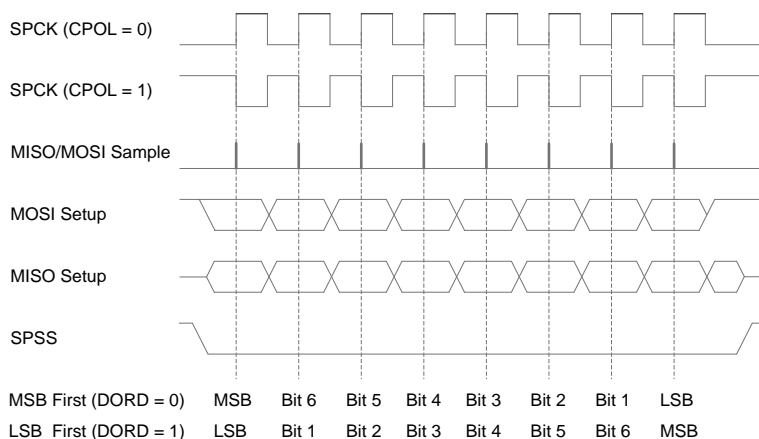 SPCK (CPOL = 0)
SPCK (CPOL = 1)
MISO/MOSI Sample
MOSI Setup
MISO Setup
SPSS
MSB First (DORD = 0) MSB Bit 6 Bit 5 Bit 4 Bit 3 Bit 2 Bit 1 LSB
LSB First (DORD = 1) LSB Bit 1 Bit 2 Bit 3 Bit 4 Bit 5 Bit 6 MSB